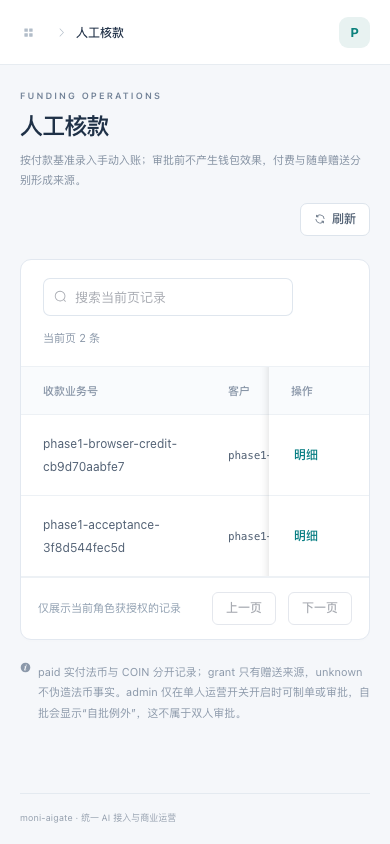 人工核款
P
FUNDING OPERATIONS
人工核款
按付款基准录入手动入账；审批前不产生钱包效果，付费与随单赠送分
别形成来源。
刷新
搜索当前页记录
当前页 2 条
收款业务号 客户 操作
phase1-browser-credit-
cb9d70aabfe7
phase1- 明细
phase1-acceptance-
3f8d544fec5d
phase1- 明细
仅展示当前角色获授权的记录 上一页 下一页
paid 实付法币与 COIN 分开记录；grant 只有赠送来源，unknown
不伪造法币事实。admin 仅在单人运营开关开启时可制单或审批，自
批会显示“自批例外”，这不属于双人审批。
moni-aigate · 统一 AI 接入与商业运营